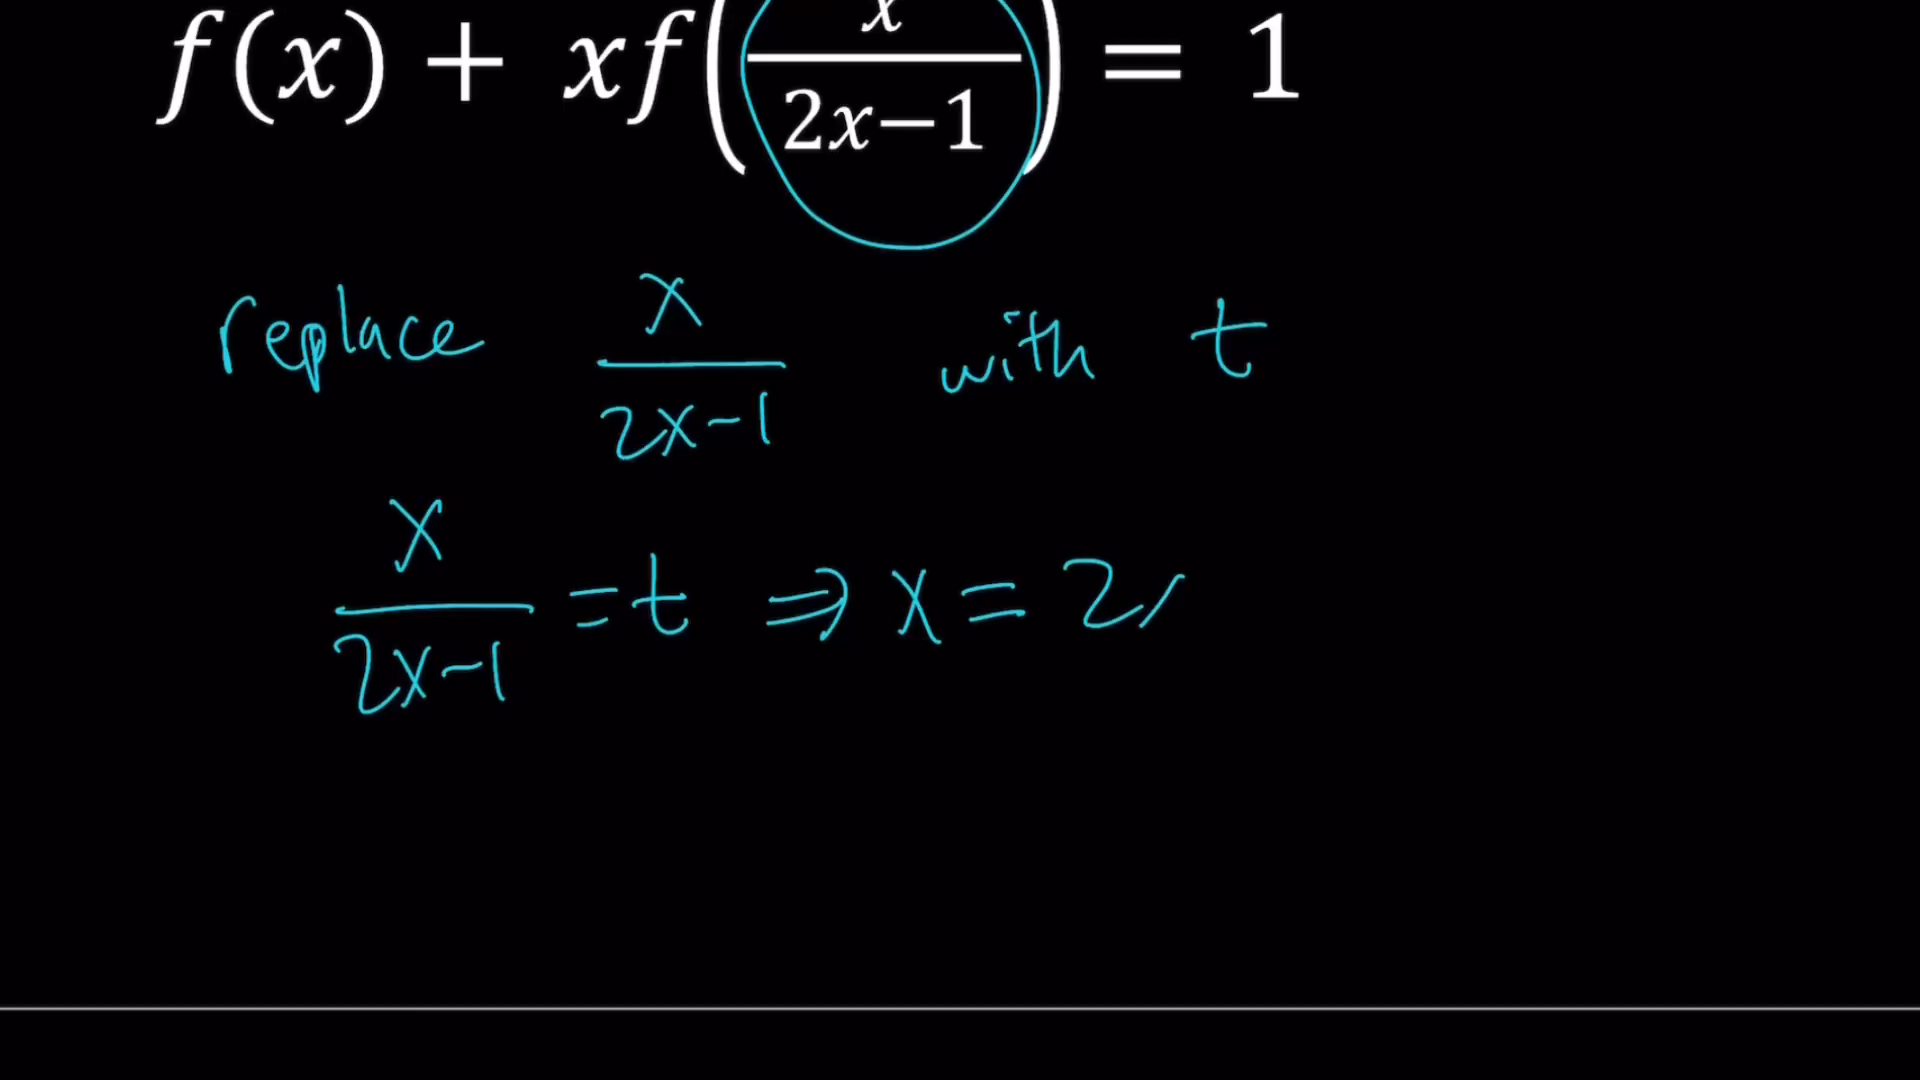 f(x) + xf(x/2x−1) = 1
replace x/2x-1 with t
x/2x-1 = t ⇒ x = 2